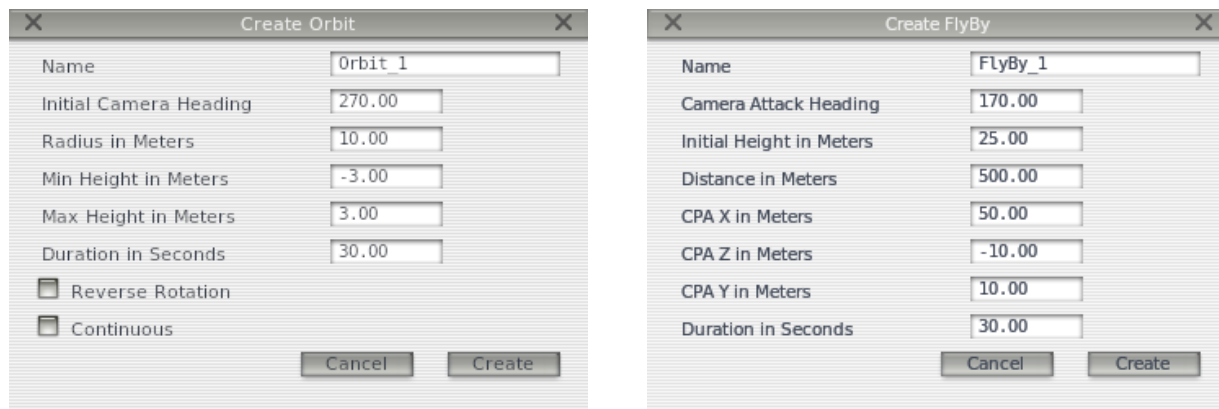 Create Orbit
Name Orbit_1
Initial Camera Heading 270.00
Radius in Meters 10.00
Min Height in Meters -3.00
Max Height in Meters 3.00
Duration in Seconds 30.00
Reverse Rotation
Continuous
Cancel Create
Create FlyBy
Name FlyBy_1
Camera Attack Heading 170.00
Initial Height in Meters 25.00
Distance in Meters 500.00
CPA X in Meters 50.00
CPA Z in Meters -10.00
CPA Y in Meters 10.00
Duration in Seconds 30.00
Cancel Create